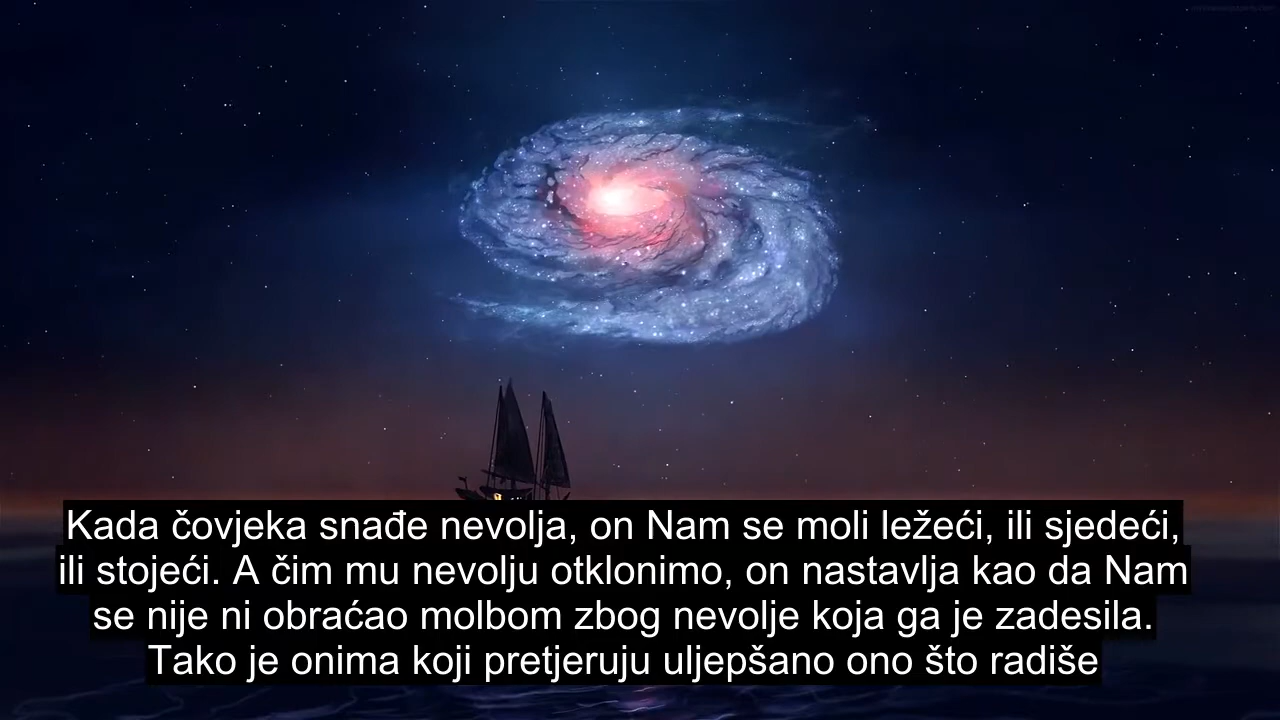 Kada čovjeka snađe nevolja, on Nam se moli ležeći, ili sjedeći,
ili stojeći. A čim mu nevolju otklonimo, on nastavlja kao da Nam
se nije ni obraćao molbom zbog nevolje koja ga je zadesila.
Tako je onima koji pretjeruju uljepšano ono što radiše